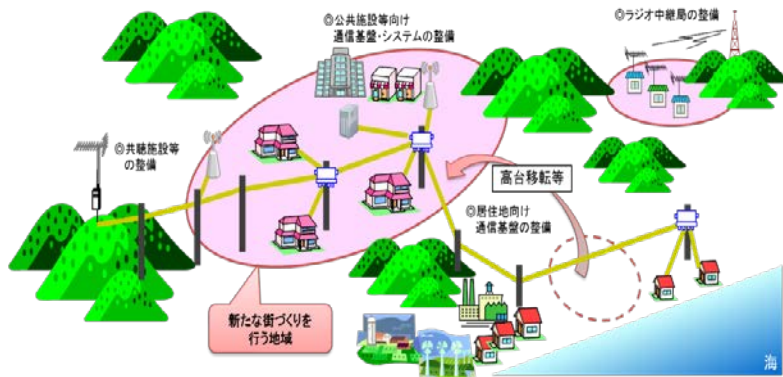 ◎公共施設等向け
通信基盤・システムの整備
◎ラジオ中継局の整備
◎共聴施設等
の整備
高台移転等
◎居住地向け
通信基盤の整備
新たな街づくりを
行う地域
海